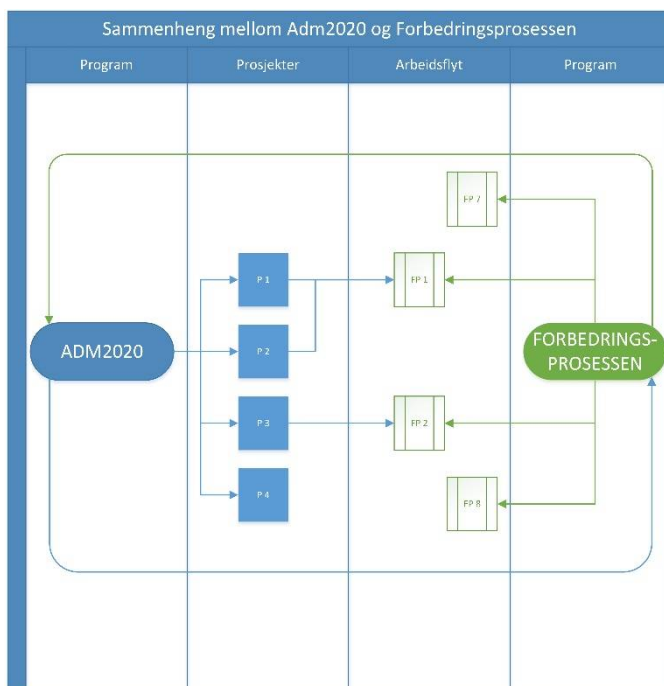 Sammenheng mellom Adm2020 og Forbedringsprosessen
Program
Prosjekter
Arbeidsflyt
Program
FP 7
P 1
FP 1
ADM2020
P 2
FORBEDRINGS-
PROSESSEN
P 3
FP 2
P 4
FP 8